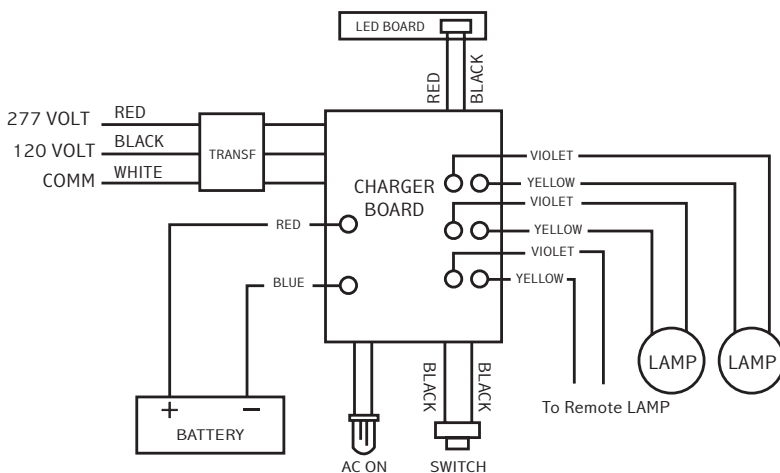 LED BOARD
RED
BLACK
277 VOLT
RED
120 VOLT
BLACK
COMM
WHITE
TRANSF
CHARGER
BOARD
VIOLET
YELLOW
VIOLET
YELLOW
VIOLET
YELLOW
RED
BLUE
LAMP
LAMP
BLACK
BLACK
To Remote LAMP
+
−
BATTERY
AC ON
SWITCH